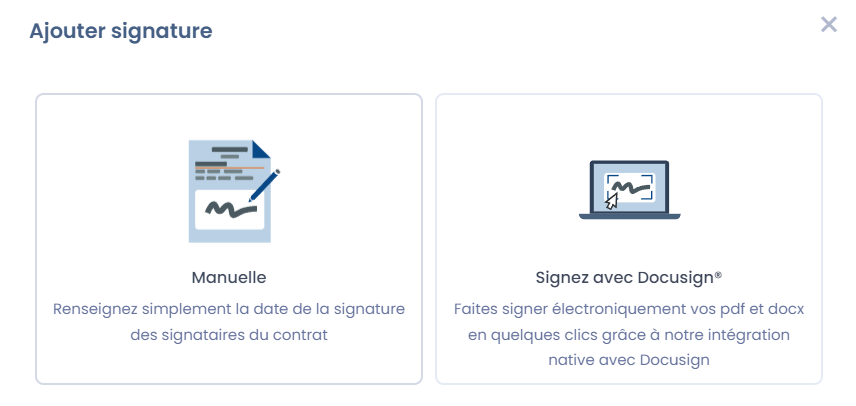 Ajouter signature
Manuelle
Renseignez simplement la date de la signature
des signataires du contrat
Signez avec Docusign®
Faites signer électroniquement vos pdf et docx
en quelques clics grâce à notre intégration
native avec Docusign